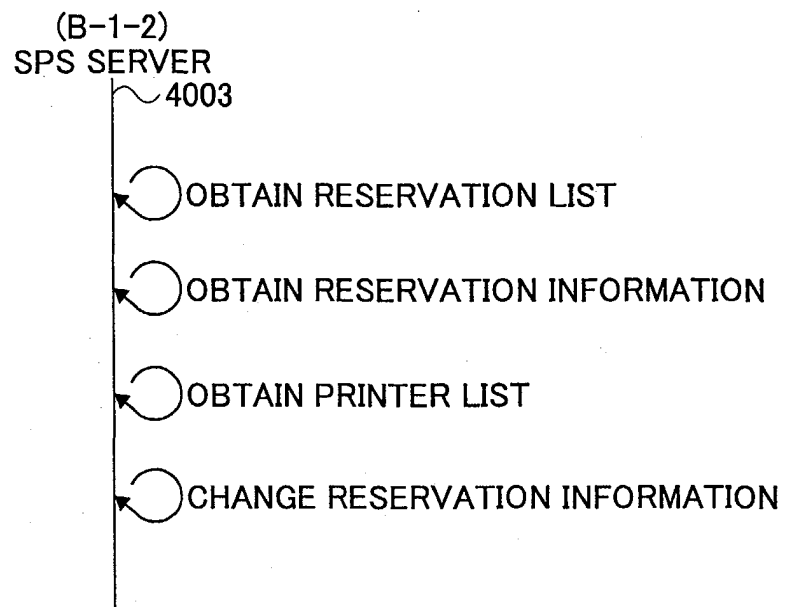 (B-1-2)
SPS SERVER
4003
OBTAIN RESERVATION LIST
OBTAIN RESERVATION INFORMATION
OBTAIN PRINTER LIST
CHANGE RESERVATION INFORMATION